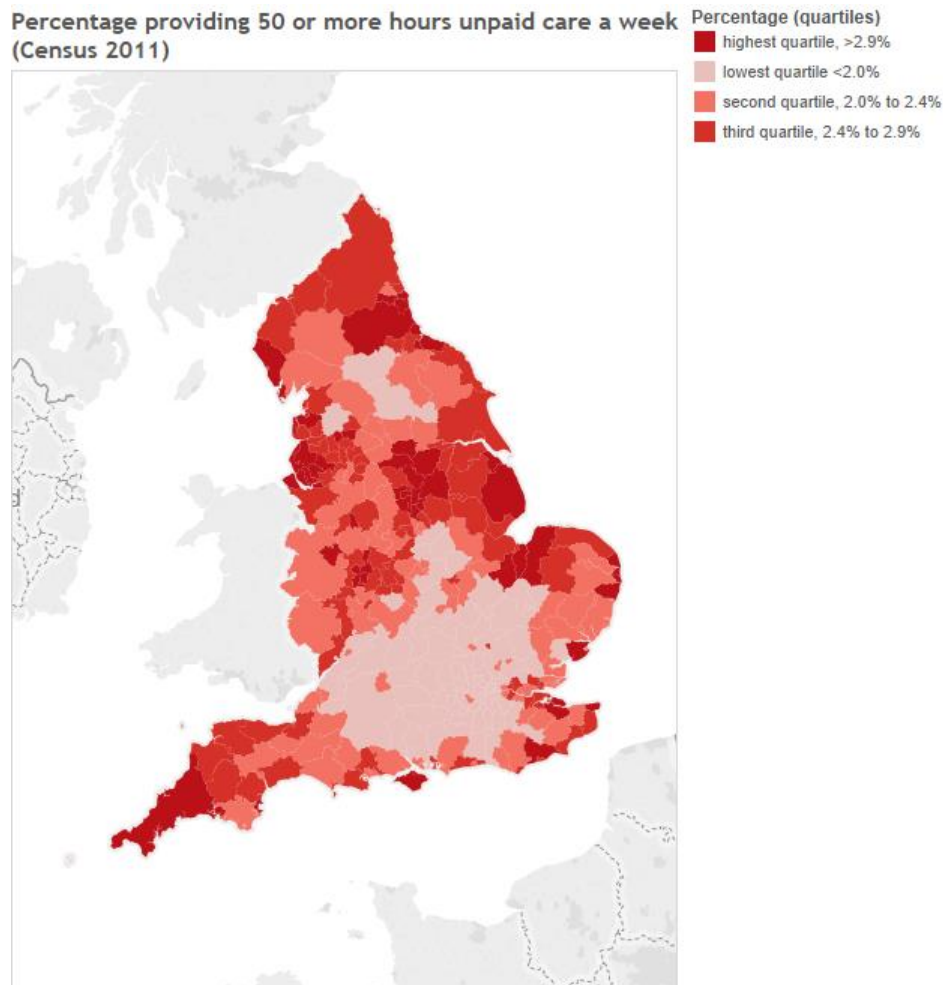 Percentage providing 50 or more hours unpaid care a week
(Census 2011)
Percentage (quartiles)
highest quartile, >2.9%
lowest quartile <2.0%
second quartile, 2.0% to 2.4%
third quartile, 2.4% to 2.9%